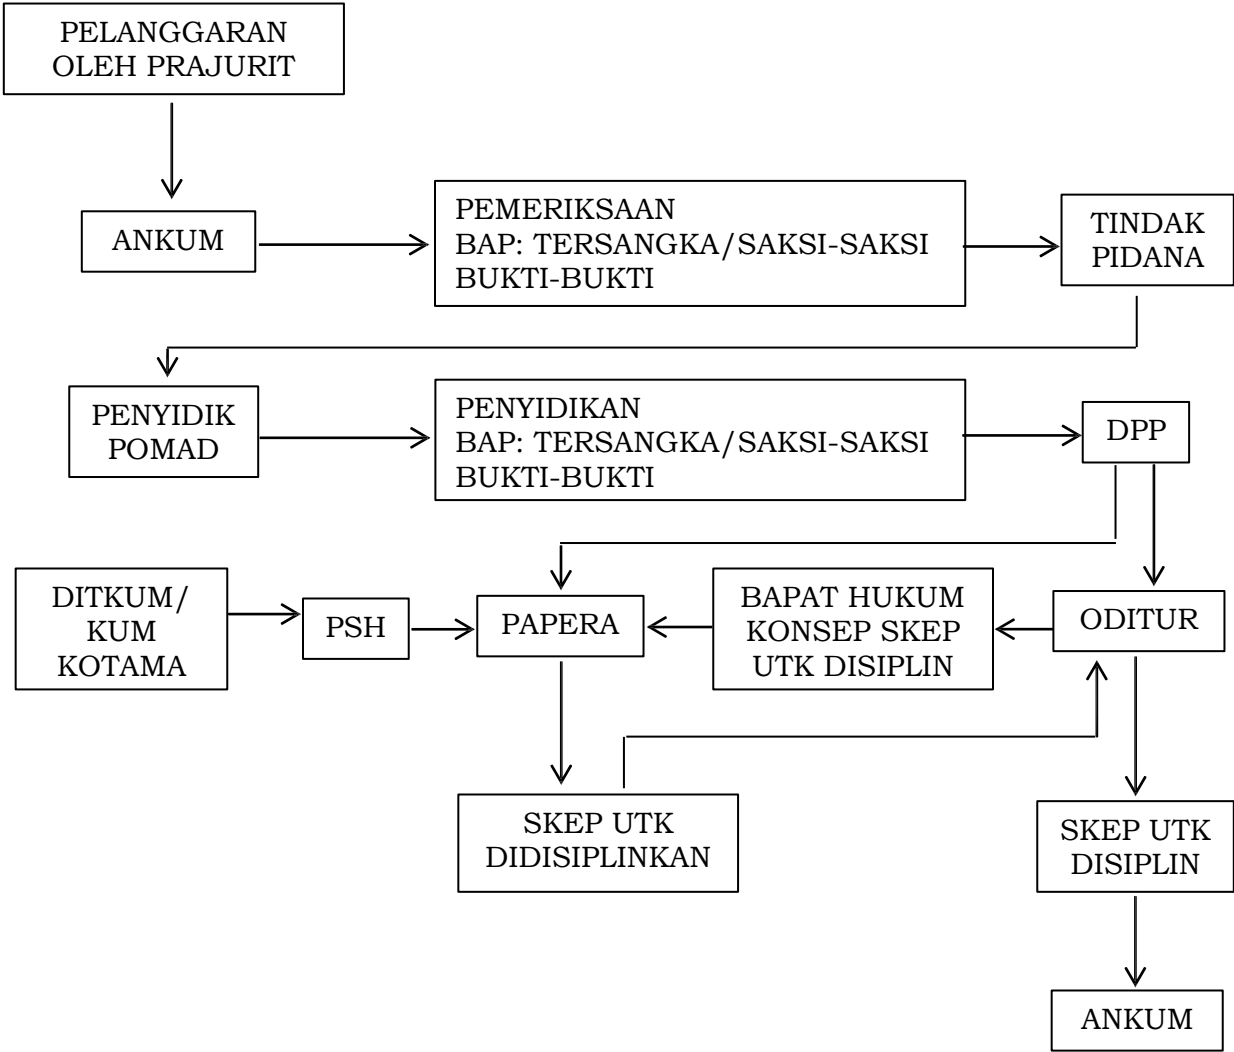 PELANGGARAN
OLEH PRAJURIT
ANKUM
PEMERIKSAAN
BAP: TERSANGKA/SAKSI-SAKSI
BUKTI-BUKTI
TINDAK
PIDANA
PENYIDIK
POMAD
PENYIDIKAN
BAP: TERSANGKA/SAKSI-SAKSI
BUKTI-BUKTI
DPP
DITKUM/
KUM
KOTAMA
PSH
PAPERA
BAPAT HUKUM
KONSEP SKEP
UTK DISIPLIN
ODITUR
SKEP UTK
DIDISIPLINKAN
SKEP UTK
DISIPLIN
ANKUM